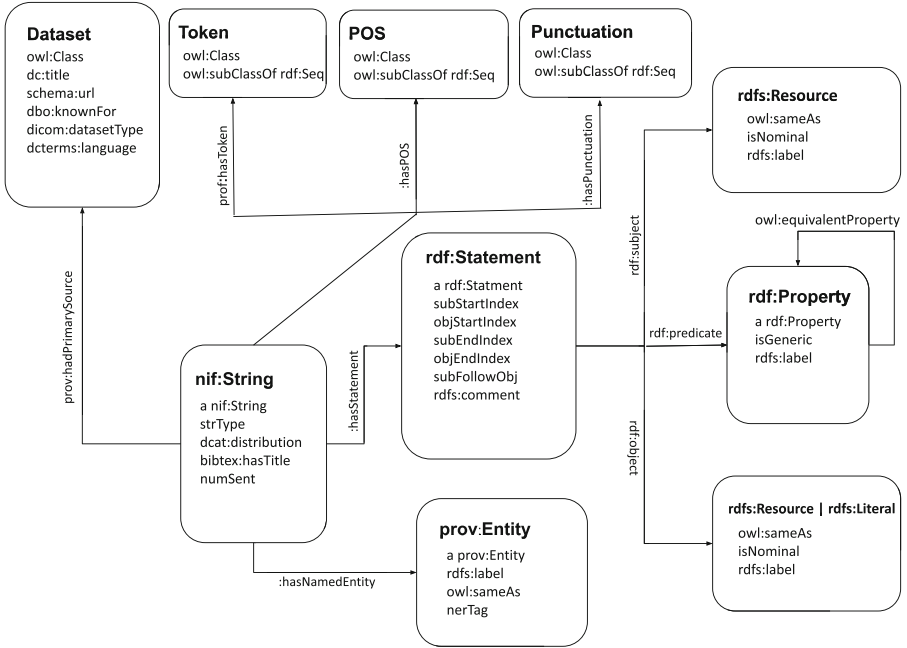 Dataset
owl:Class
dc:title
schema:url
dbo:knownFor
dicom:datasetType
dcterms:language
Token
owl:Class
owl:subClassOf rdf:Seq
POS
owl:Class
owl:subClassOf rdf:Seq
Punctuation
owl:Class
owl:subClassOf rdf:Seq
rdfs:Resource
owl:sameAs
isNominal
rdfs:label
prof:hasToken
:hasPOS
:hasPunctuation
rdf:subject
owl:equivalentProperty
rdf:Statement
a rdf:Statment
subStartIndex
objStartIndex
subEndIndex
objEndIndex
subFollowObj
rdfs:comment
rdf:predicate
rdf:Property
a rdf:Property
isGeneric
rdfs:label
prov:hadPrimarySource
nif:String
a nif:String
strType
dcat:distribution
bibtex:hasTitle
numSent
:hasStatement
rdf:object
rdfs:Resource | rdfs:Literal
owl:sameAs
isNominal
rdfs:label
prov:Entity
a prov:Entity
rdfs:label
owl:sameAs
nerTag
:hasNamedEntity